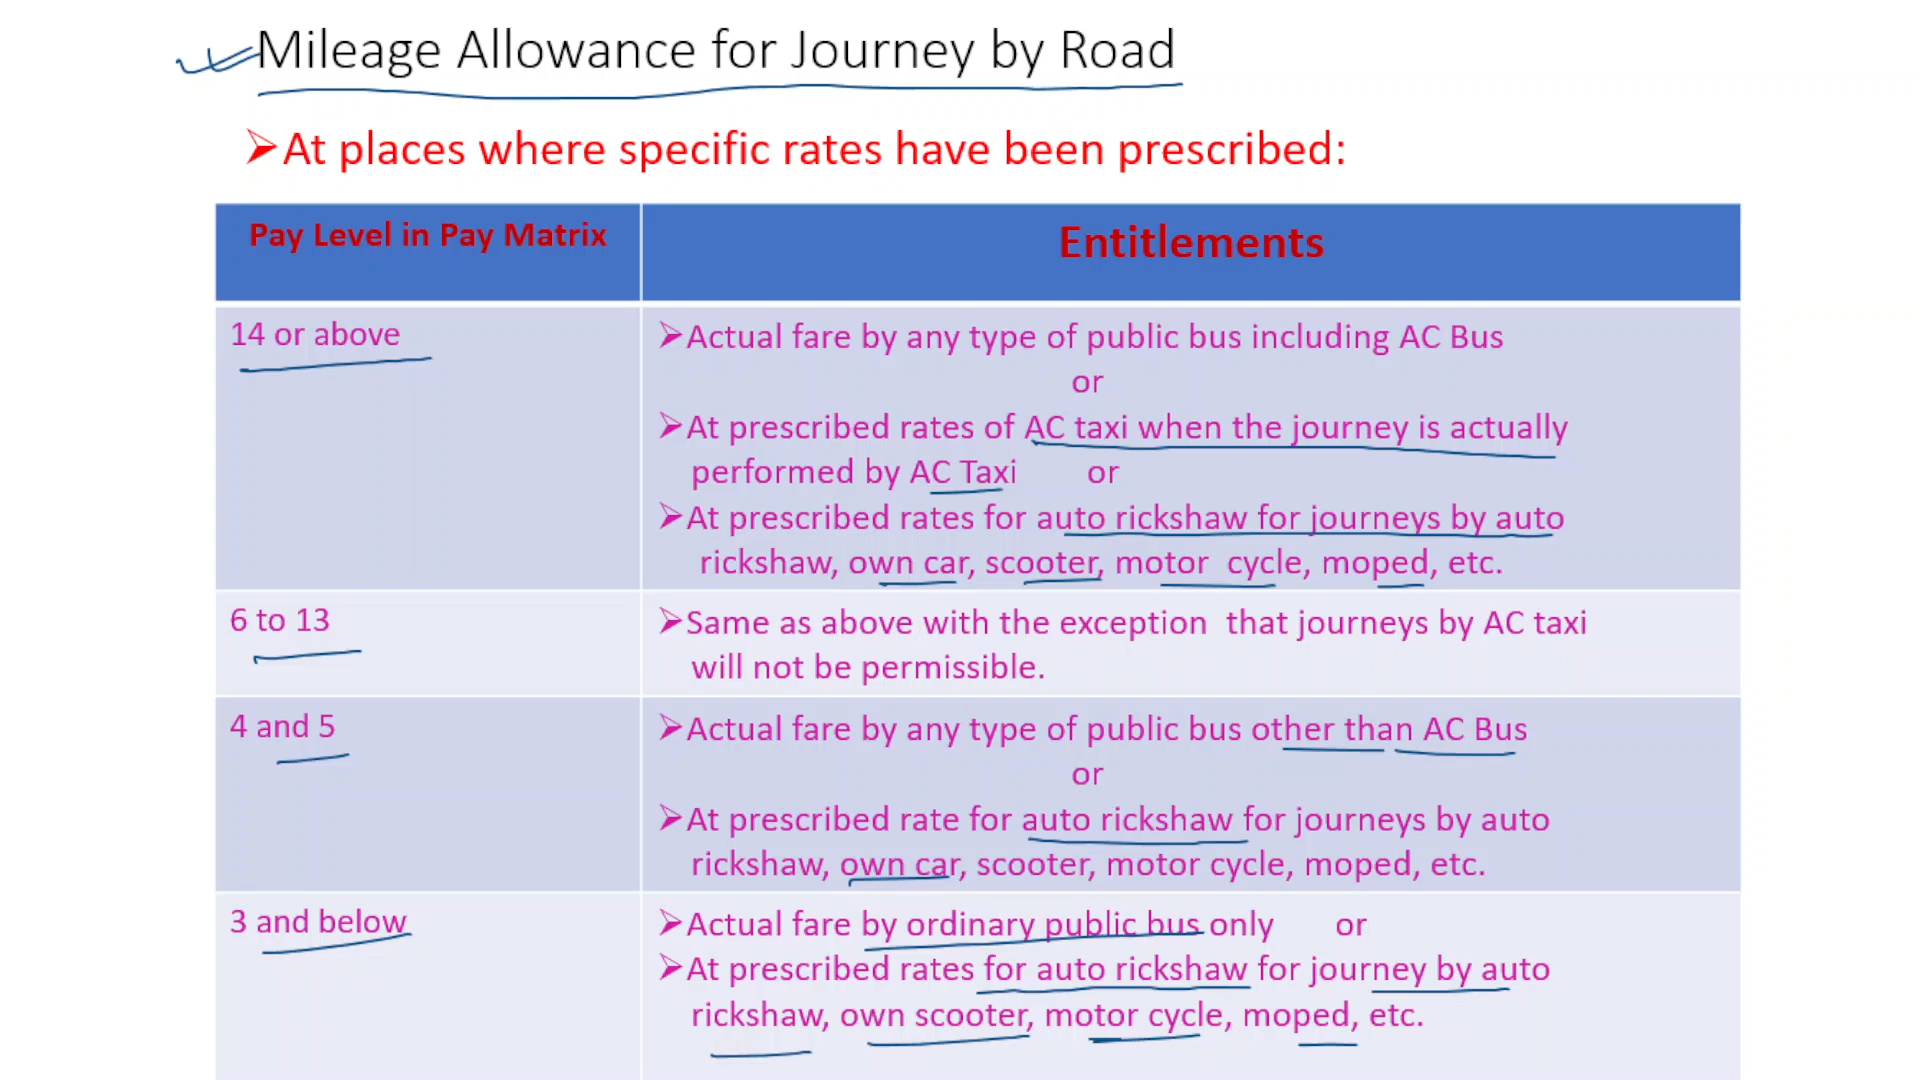 Mileage Allowance for Journey by Road
➢At places where specific rates have been prescribed:
Pay Level in Pay Matrix
Entitlements
14 or above
➢Actual fare by any type of public bus including AC Bus
or
➢At prescribed rates of AC taxi when the journey is actually
performed by AC Taxi or
➢At prescribed rates for auto rickshaw for journeys by auto
rickshaw, own car, scooter, motor cycle, moped, etc.
6 to 13
➢Same as above with the exception that journeys by AC taxi
will not be permissible.
4 and 5
➢Actual fare by any type of public bus other than AC Bus
or
➢At prescribed rate for auto rickshaw for journeys by auto
rickshaw, own car, scooter, motor cycle, moped, etc.
3 and below
➢Actual fare by ordinary public bus only or
➢At prescribed rates for auto rickshaw for journey by auto
rickshaw, own scooter, motor cycle, moped, etc.